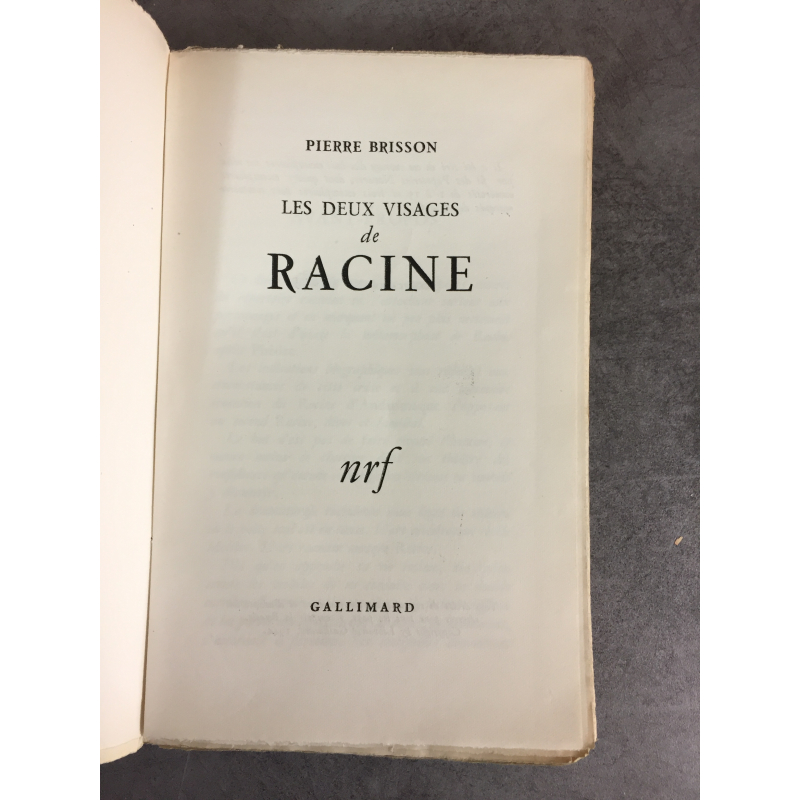 PIERRE BRISSON
LES DEUX VISAGES
de
RACINE
nrf
GALLIMARD